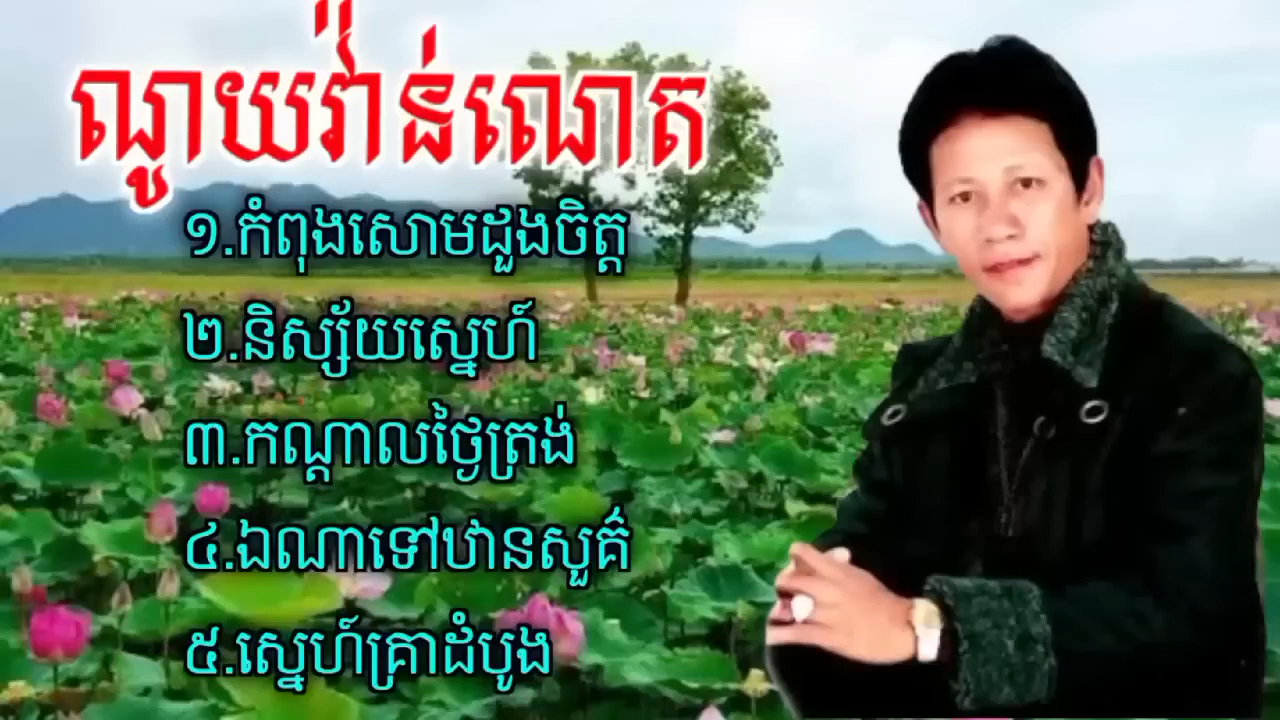 ណូយវ៉ាន់ណេត
១.កំពុងសោមដួងចិត្ត
២.និស្ស័យស្នេហ៍
៣.កណ្ដាលថ្ងៃត្រង់
៤.ឯណាទៅឋានសួគ៌
៥.ស្នេហ៍គ្រាដំបូង